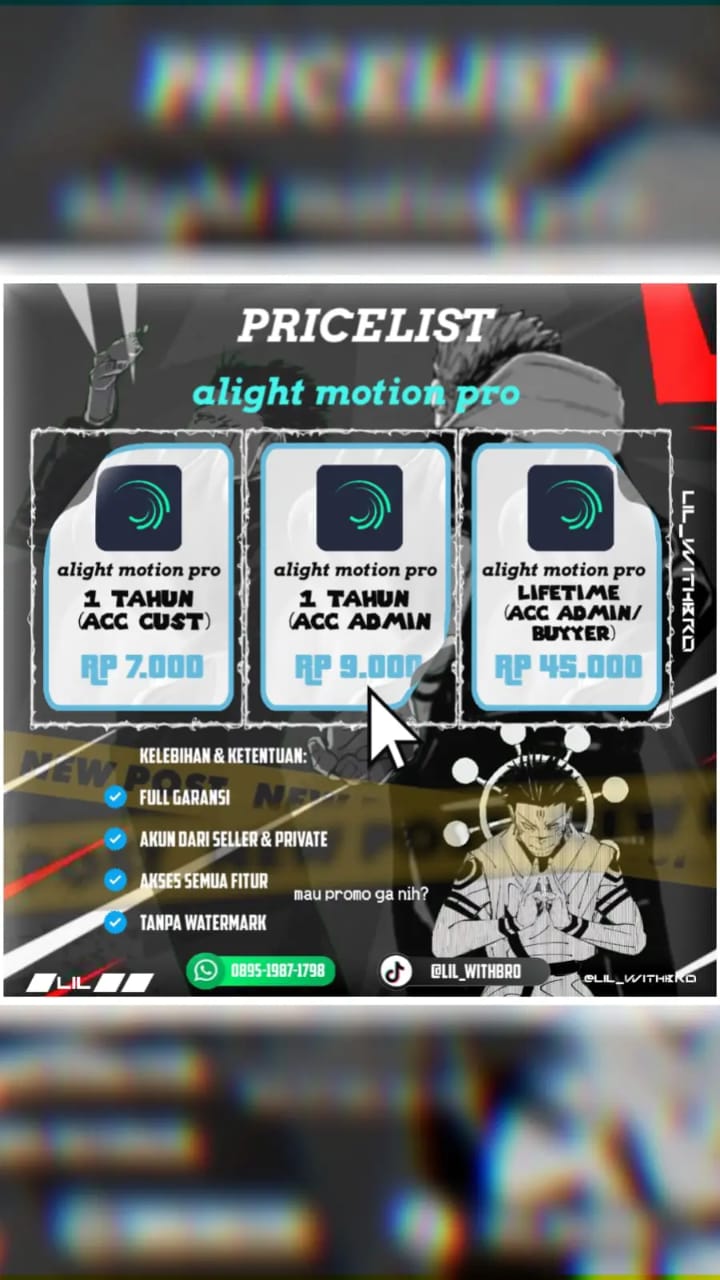 PRICELIST
alight motion pro
alight motion pro
1 TAHUN
(ACC CUST)
RP 7.000
alight motion pro
1 TAHUN
(ACC ADMIN
RP 9.000
alight motion pro
LIFETIME
(ACC ADMIN/
BUYYER)
RP 45.000
LIL_WITHBRO
KELEBIHAN & KETENTUAN:
NEW POST
NEW
FULL GARANSI
AKUN DARI SELLER & PRIVATE
AKSES SEMUA FITUR
mau promo ga nih?
TANPA WATERMARK
LIL
0895-1987-1798
@LIL_WITHBRO
@LIL_WITHBRO